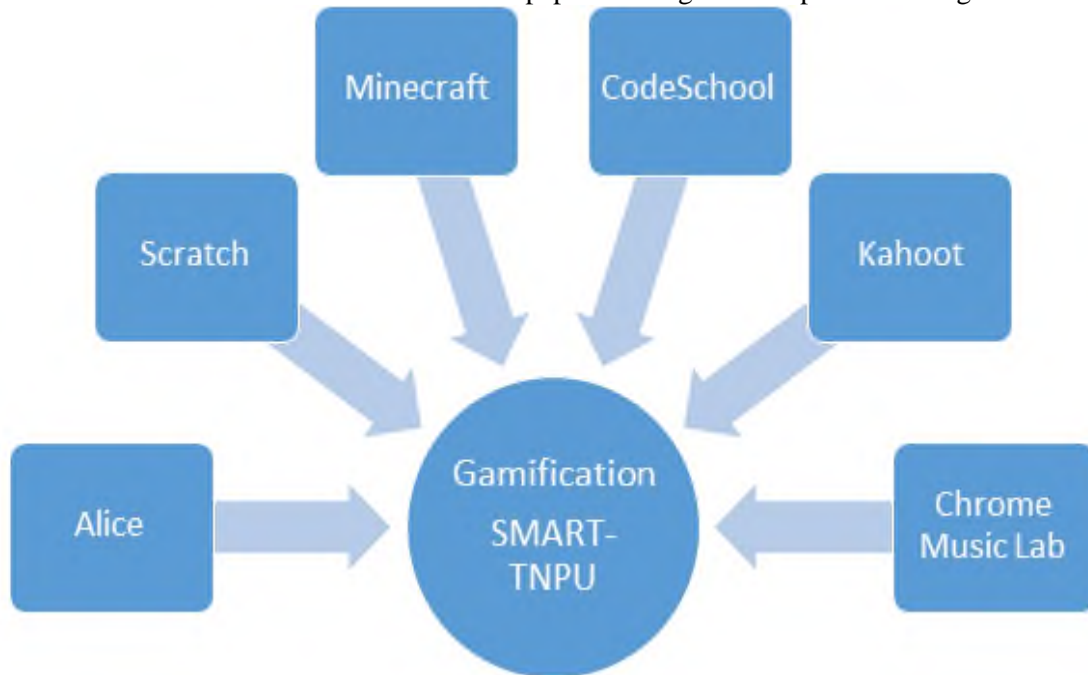 Minecraft
CodeSchool
Scratch
Kahoot
Alice
Gamification
SMART-
TNPU
Chrome
Music Lab